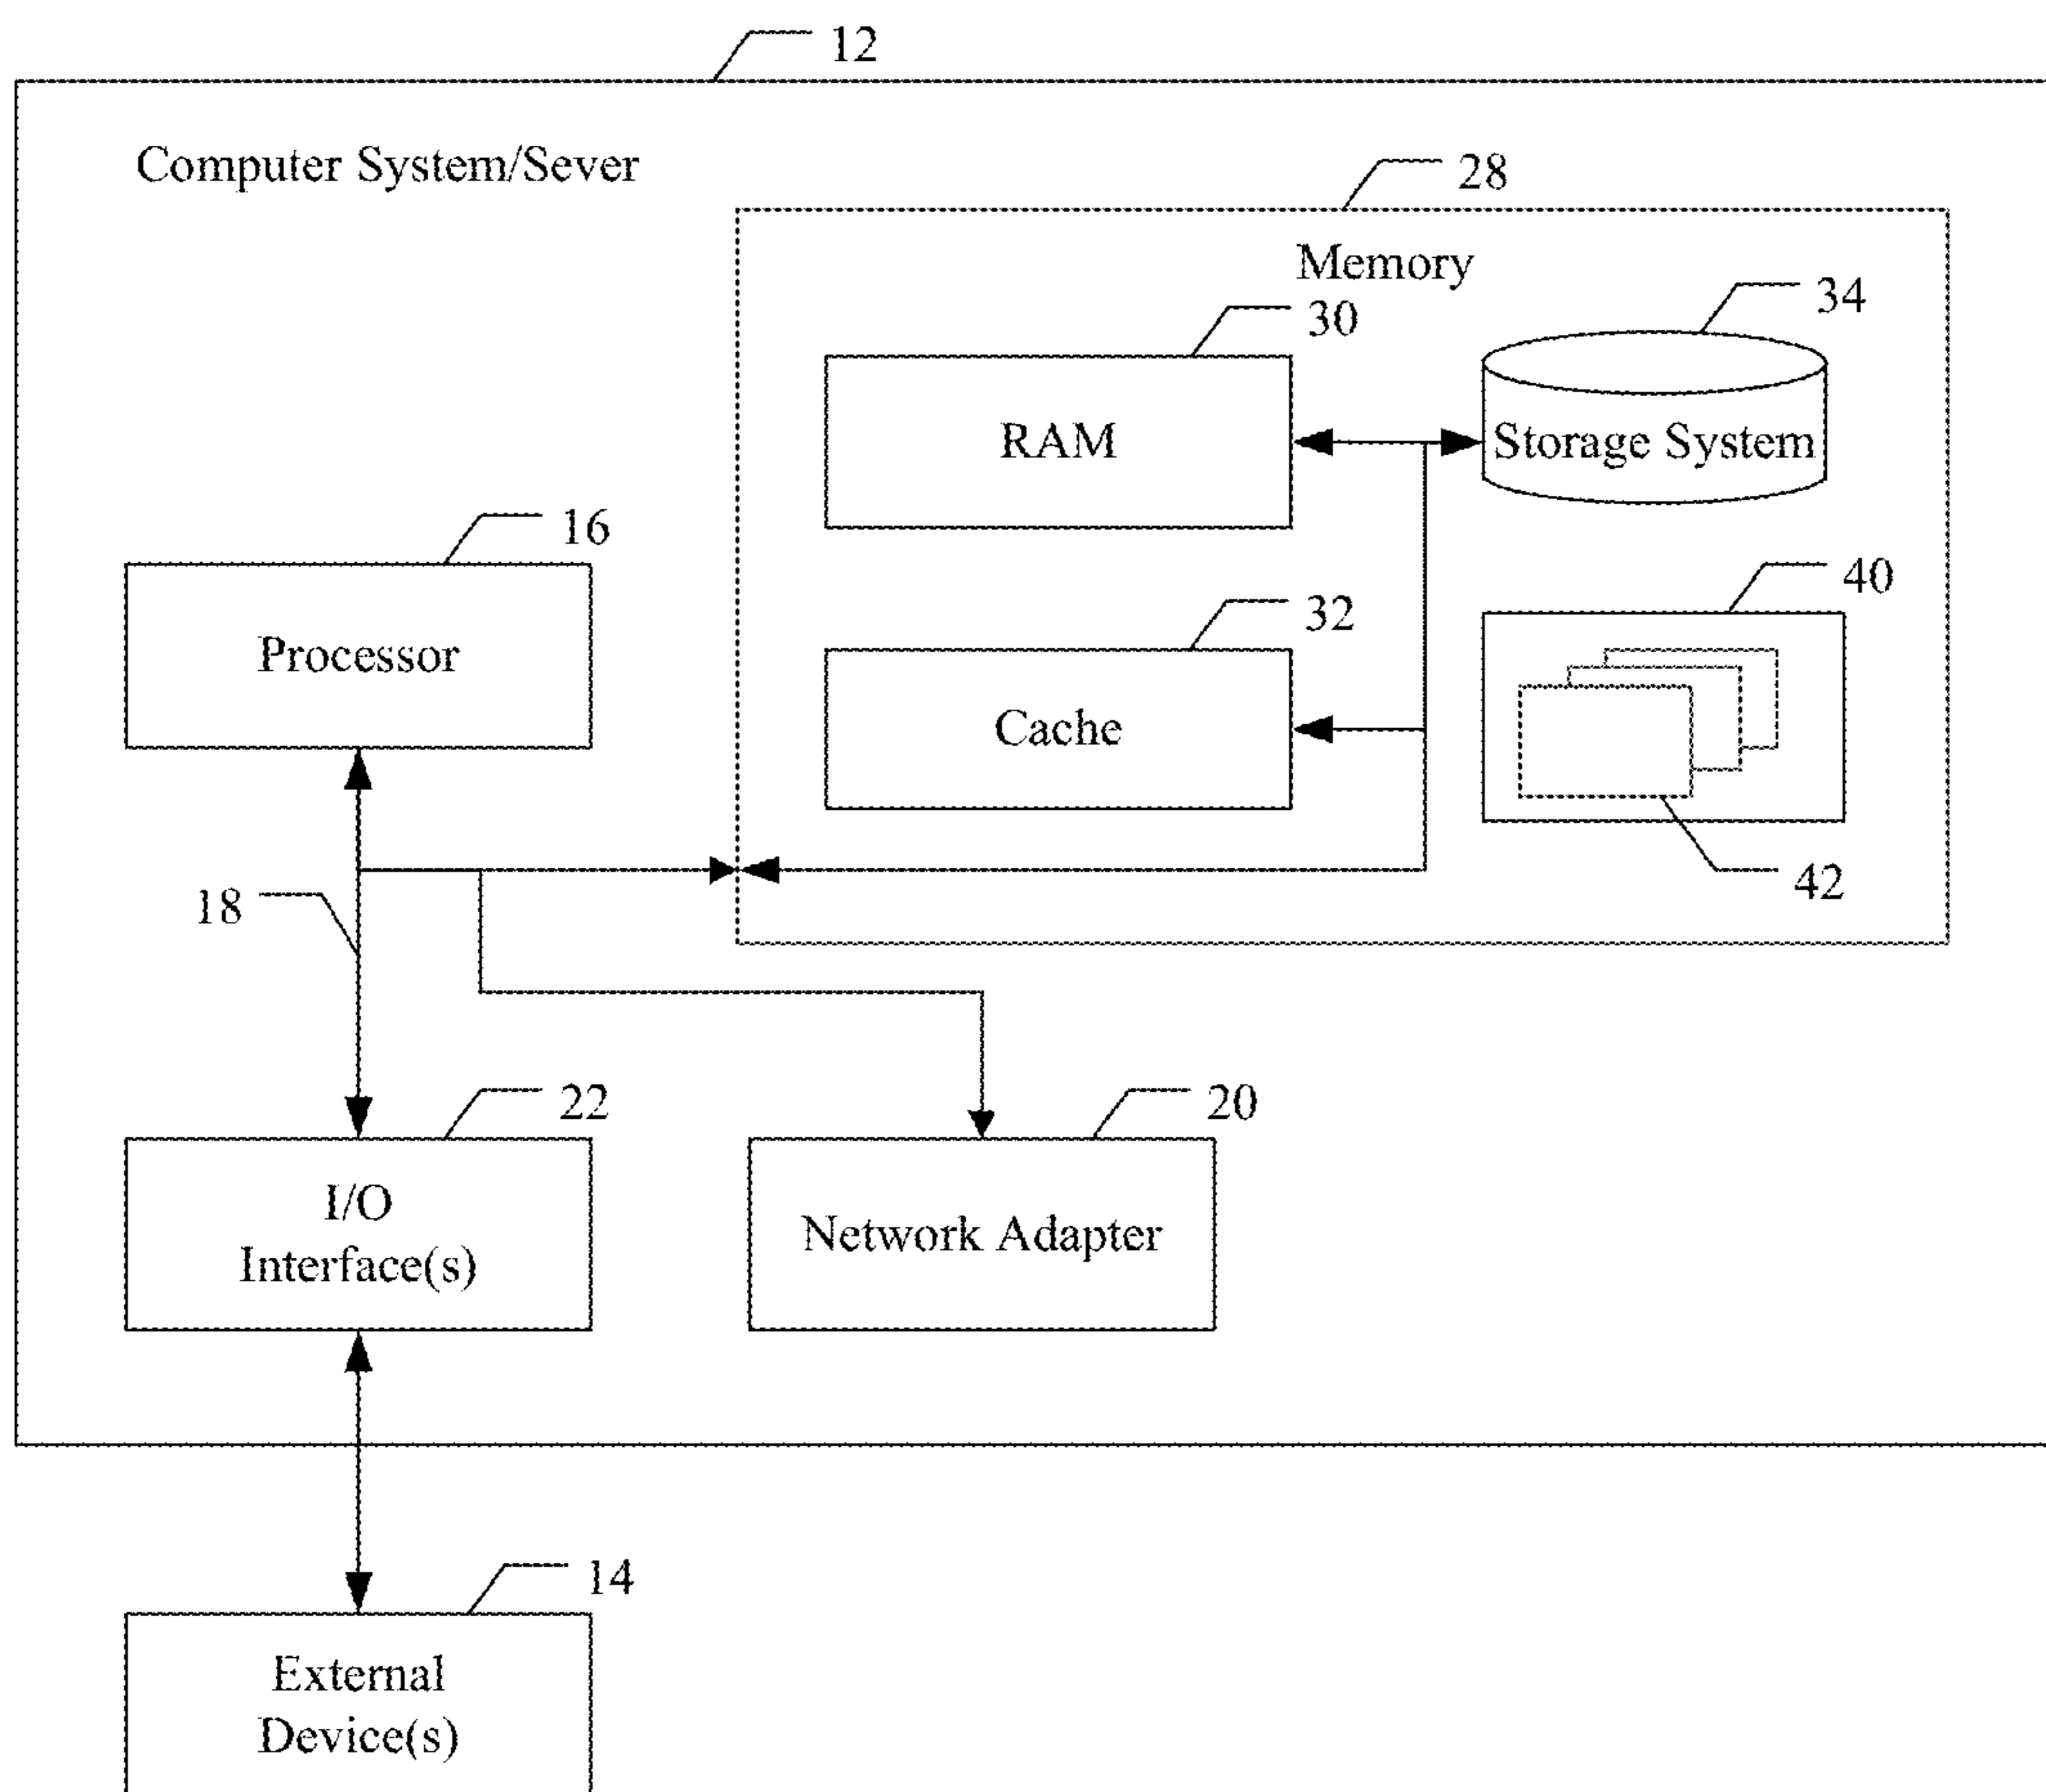 12
Computer System/Sever
28
Memory
34
30
RAM
Storage System
16
40
Processor
32
Cache
42
18
22
20
I/O
Interface(s)
Network Adapter
14
External
Device(s)